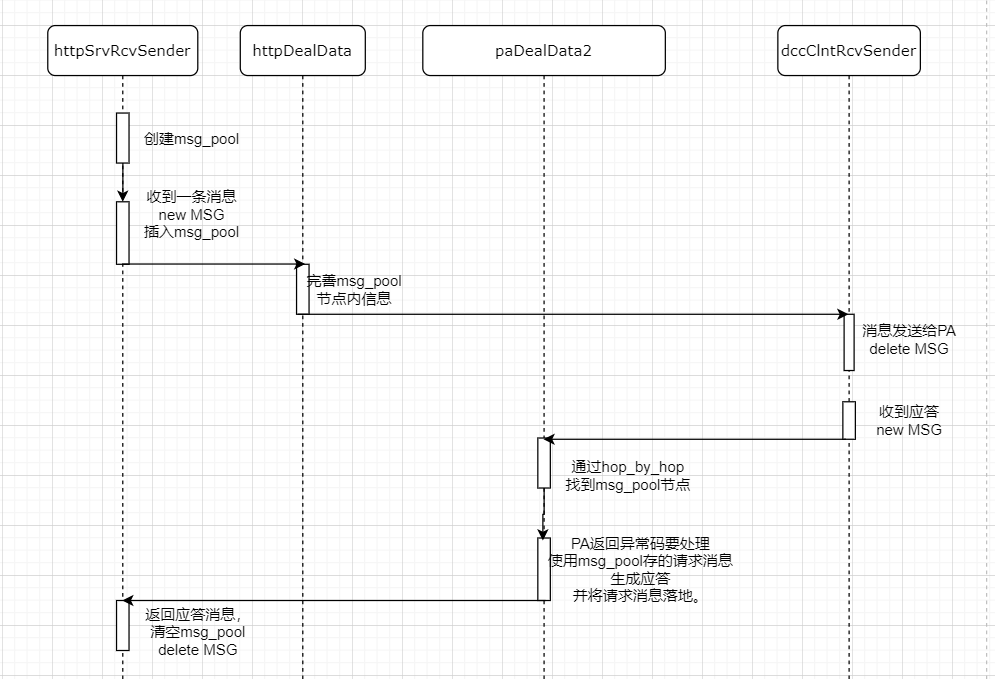 httpSrvRcvSender
httpDealData
paDealData2
dccClntRcvSender
创建msg_pool
收到一条消息
new MSG
插入msg_pool
完善msg_pool
节点内信息
消息发送给PA
delete MSG
收到应答
new MSG
通过hop_by_hop
找到msg_pool节点
PA返回异常码要处理
使用msg_pool存的请求消息
生成应答
并将请求消息落地。
返回应答消息，
清空msg_pool
delete MSG